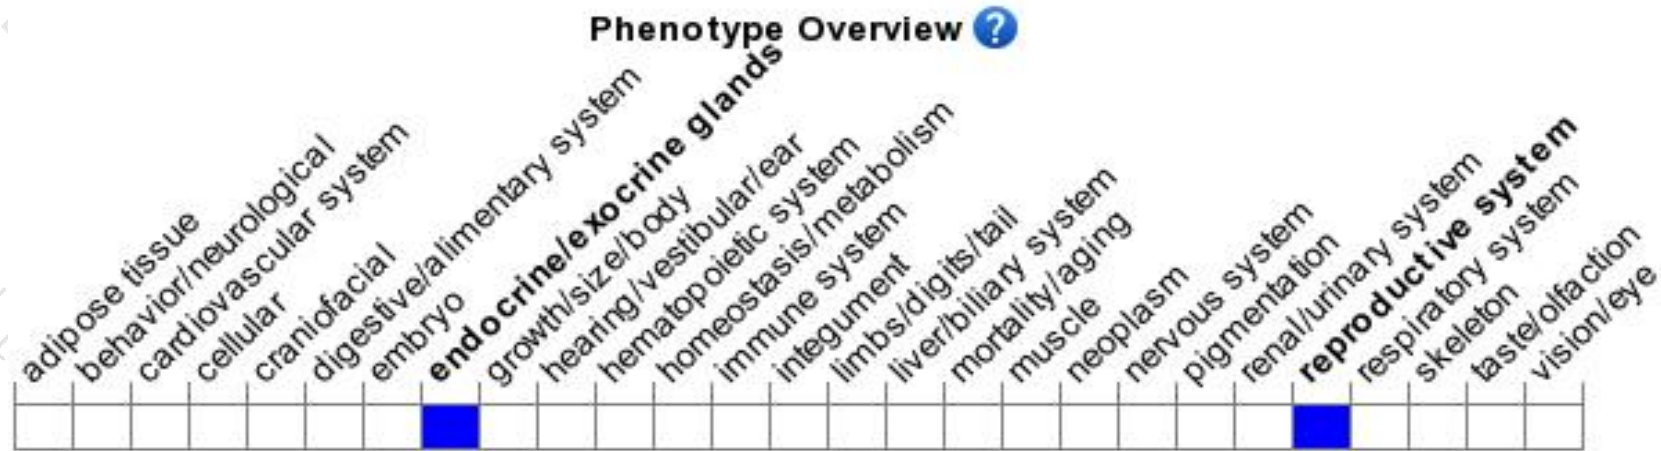 Phenotype Overview ?
adipose tissue
behavior/neurological
cardiovascular system
cellular
craniofacial
digestive/alimentary system
embryo
endocrine/exocrine glands
growth/size/body
hearing/vestibular/ear
hematopoietic system
homeostasis/metabolism
immune system
integument
limbs/digits/tail
liver/biliary system
mortality/aging
muscle
neoplasm
nervous system
pigmentation
renal/urinary system
reproductive system
respiratory system
skeleton
taste/olfaction
vision/eye